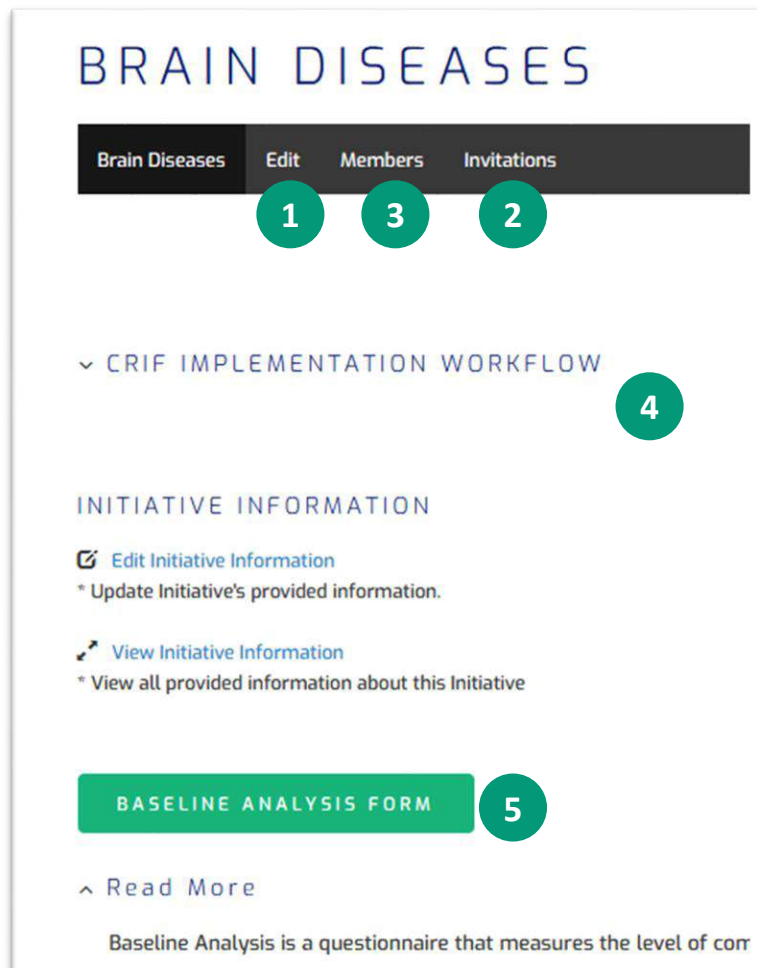 BRAIN DISEASES
Brain Diseases Edit Members Invitations
1 3 2
CRIF IMPLEMENTATION WORKFLOW
4
INITIATIVE INFORMATION
Edit Initiative Information
* Update Initiative's provided information.
View Initiative Information
* View all provided information about this Initiative
BASELINE ANALYSIS FORM 5
Read More
Baseline Analysis is a questionnaire that measures the level of